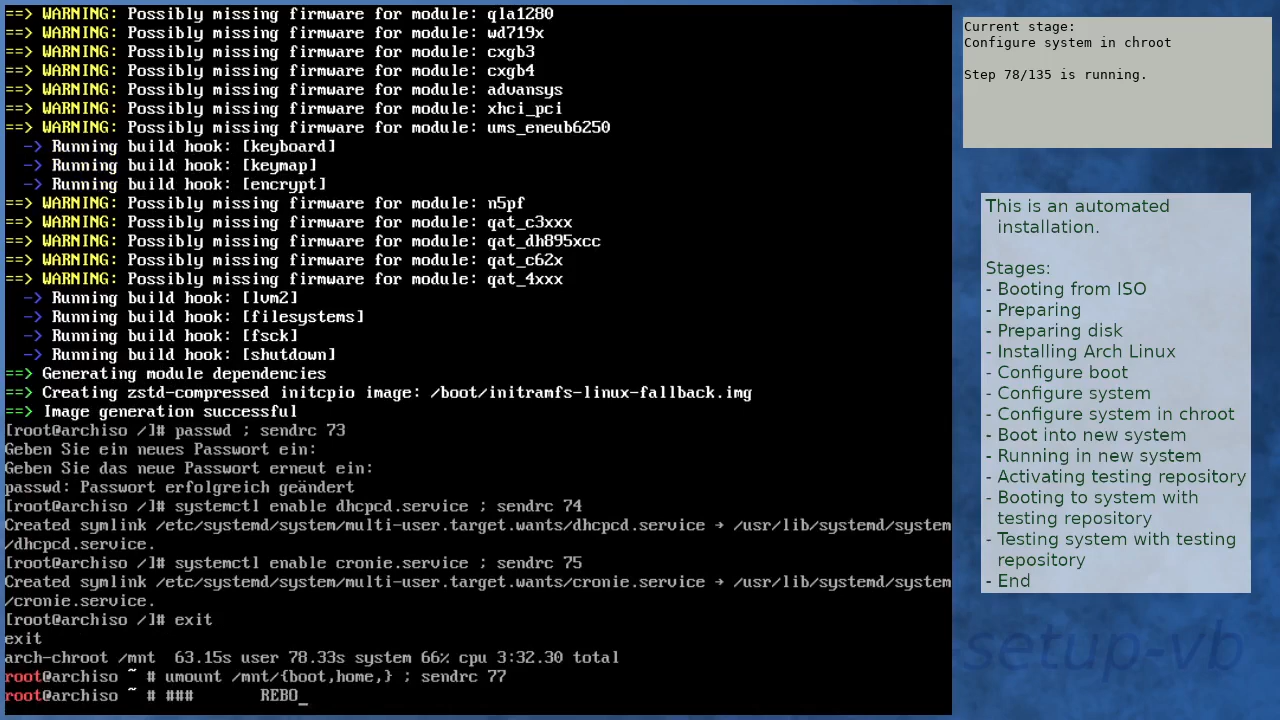 ==> WARNING: Possibly missing firmware for module: qla1280
==> WARNING: Possibly missing firmware for module: wd719x
==> WARNING: Possibly missing firmware for module: cxgb3
==> WARNING: Possibly missing firmware for module: cxgb4
==> WARNING: Possibly missing firmware for module: advansys
==> WARNING: Possibly missing firmware for module: xhci_pci
==> WARNING: Possibly missing firmware for module: ums_eneub6250
-> Running build hook: [keyboard]
-> Running build hook: [keymap]
-> Running build hook: [encrypt]
==> WARNING: Possibly missing firmware for module: n5pf
==> WARNING: Possibly missing firmware for module: qat_c3xxx
==> WARNING: Possibly missing firmware for module: qat_dh895xcc
==> WARNING: Possibly missing firmware for module: qat_c62x
==> WARNING: Possibly missing firmware for module: qat_4xxx
-> Running build hook: [lvm2]
-> Running build hook: [filesystems]
-> Running build hook: [fsck]
-> Running build hook: [shutdown]
==> Generating module dependencies
==> Creating zstd-compressed initcpio image: /boot/initramfs-linux-fallback.img
==> Image generation successful
[root@archiso /]# passwd ; sendrc 73
Geben Sie ein neues Passwort ein:
Geben Sie das neue Passwort erneut ein:
passwd: Passwort erfolgreich geändert
[root@archiso /]# systemctl enable dhcpcd.service ; sendrc 74
Created symlink /etc/systemd/system/multi-user.target.wants/dhcpcd.service → /usr/lib/systemd/system
/dhcpcd.service.
[root@archiso /]# systemctl enable cronie.service ; sendrc 75
Created symlink /etc/systemd/system/multi-user.target.wants/cronie.service → /usr/lib/systemd/system
/cronie.service.
[root@archiso /]# exit
exit
arch-chroot /mnt  63.15s user 78.33s system 66% cpu 3:32.30 total
root@archiso ~ # umount /mnt/{boot,home,} ; sendrc 77
root@archiso ~ # ###       REBO_
Current stage:
Configure system in chroot
Step 78/135 is running.
This is an automated
installation.
Stages:
- Booting from ISO
- Preparing
- Preparing disk
- Installing Arch Linux
- Configure boot
- Configure system
- Configure system in chroot
- Boot into new system
- Running in new system
- Activating testing repository
- Booting to system with
testing repository
- Testing system with testing
repository
- End
-setup-vb